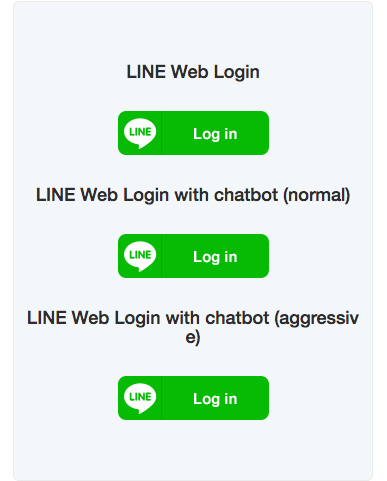 LINE Web Login
LINE Log in
LINE Web Login with chatbot (normal)
LINE Log in
LINE Web Login with chatbot (aggressiv
e)
LINE Log in